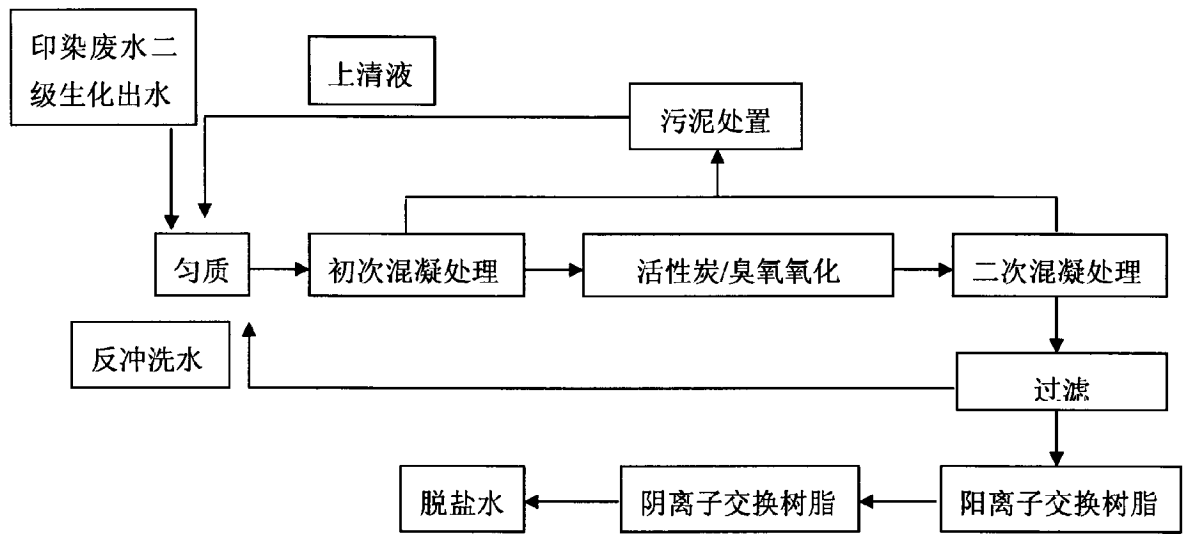 印染废水二
级生化出水
上清液
污泥处置
匀质
初次混凝处理
活性炭/臭氧氧化
二次混凝处理
反冲洗水
过滤
脱盐水
阴离子交换树脂
阳离子交换树脂